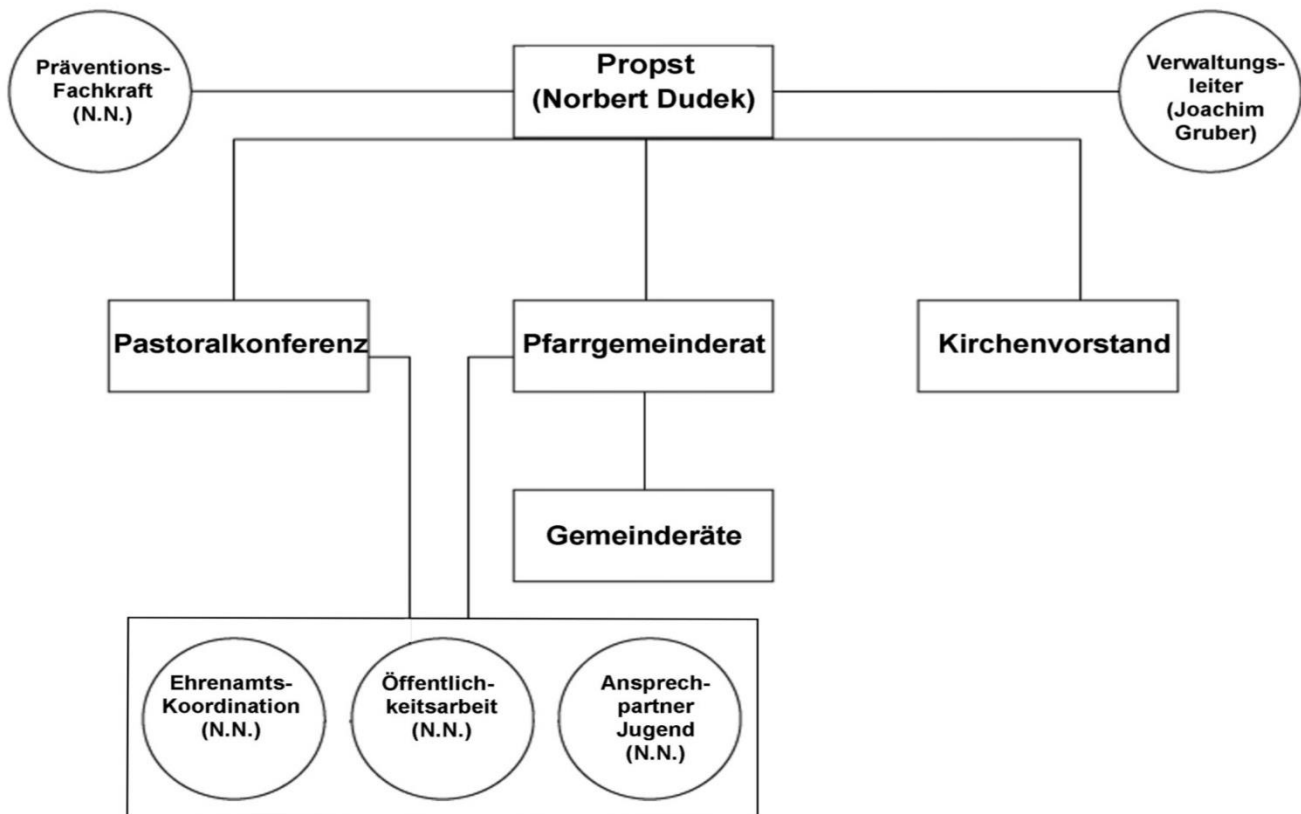 Präventions-
Fachkraft
(N.N.)
Propst
(Norbert Dudek)
Verwaltungs-
leiter
(Joachim
Gruber)
Pastoralkonferenz
Pfarrgemeinderat
Kirchenvorstand
Gemeinderäte
Ehrenamts-
Koordination
(N.N.)
Öffentlich-
keitsarbeit
(N.N.)
Ansprech-
partner
Jugend
(N.N.)